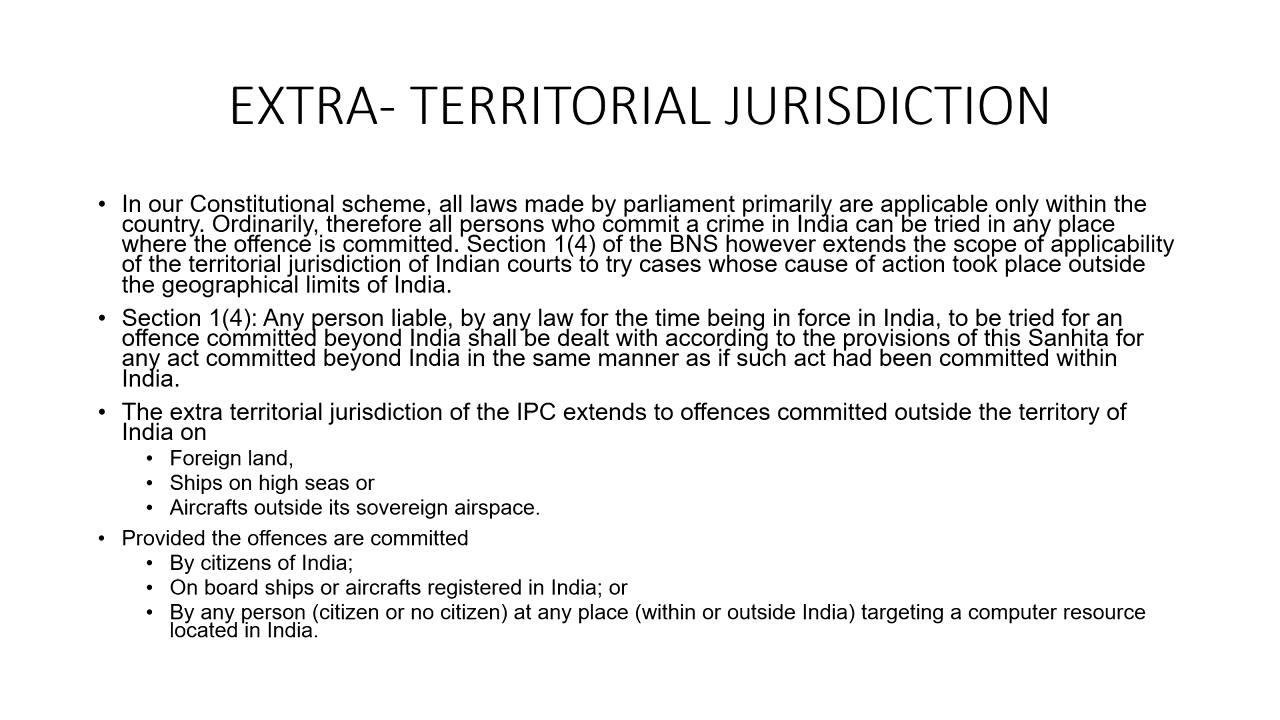 EXTRA- TERRITORIAL JURISDICTION
• In our Constitutional scheme, all laws made by parliament primarily are applicable only within the
country. Ordinarily, therefore all persons who commit a crime in India can be tried in any place
where the offence is committed. Section 1(4) of the BNS however extends the scope of applicability
of the territorial jurisdiction of Indian courts to try cases whose cause of action took place outside
the geographical limits of India.
• Section 1(4): Any person liable, by any law for the time being in force in India, to be tried for an
offence committed beyond India shall be dealt with according to the provisions of this Sanhita for
any act committed beyond India in the same manner as if such act had been committed within
India.
• The extra territorial jurisdiction of the IPC extends to offences committed outside the territory of
India on
• Foreign land,
• Ships on high seas or
• Aircrafts outside its sovereign airspace.
• Provided the offences are committed
• By citizens of India;
• On board ships or aircrafts registered in India; or
• By any person (citizen or no citizen) at any place (within or outside India) targeting a computer resource
located in India.